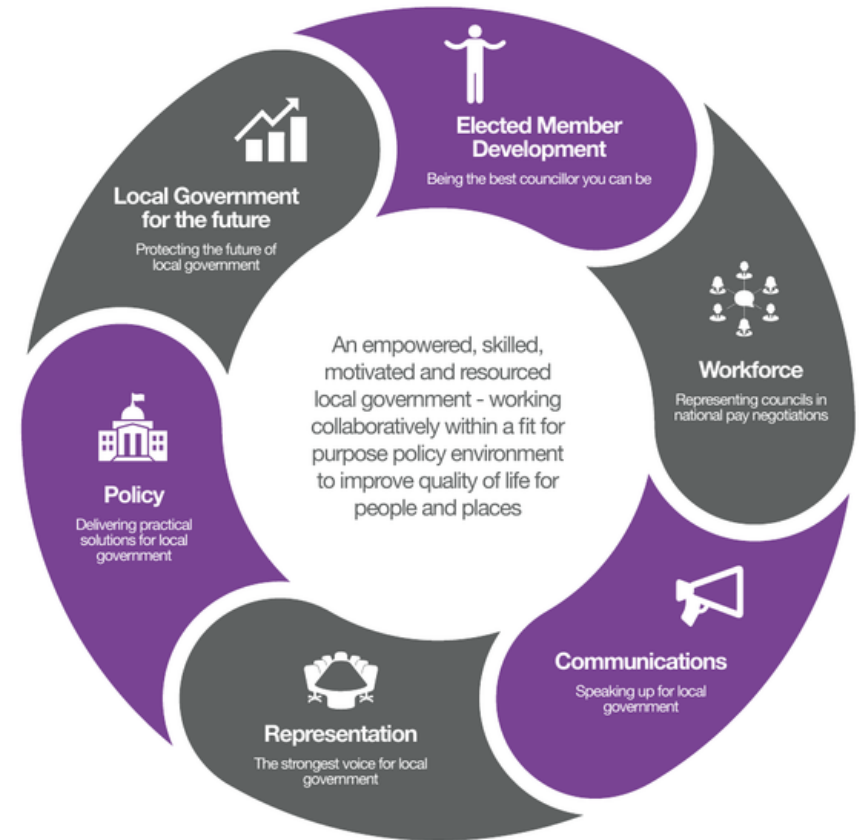 Elected Member
Development
Being the best councillor you can be
Workforce
Representing councils in
national pay negotiations
Communications
Speaking up for local
government
Representation
The strongest voice for local
government
Policy
Delivering practical
solutions for local
government
Local Government
for the future
Protecting the future of
local government
An empowered, skilled,
motivated and resourced
local government - working
collaboratively within a fit for
purpose policy environment
to improve quality of life for
people and places